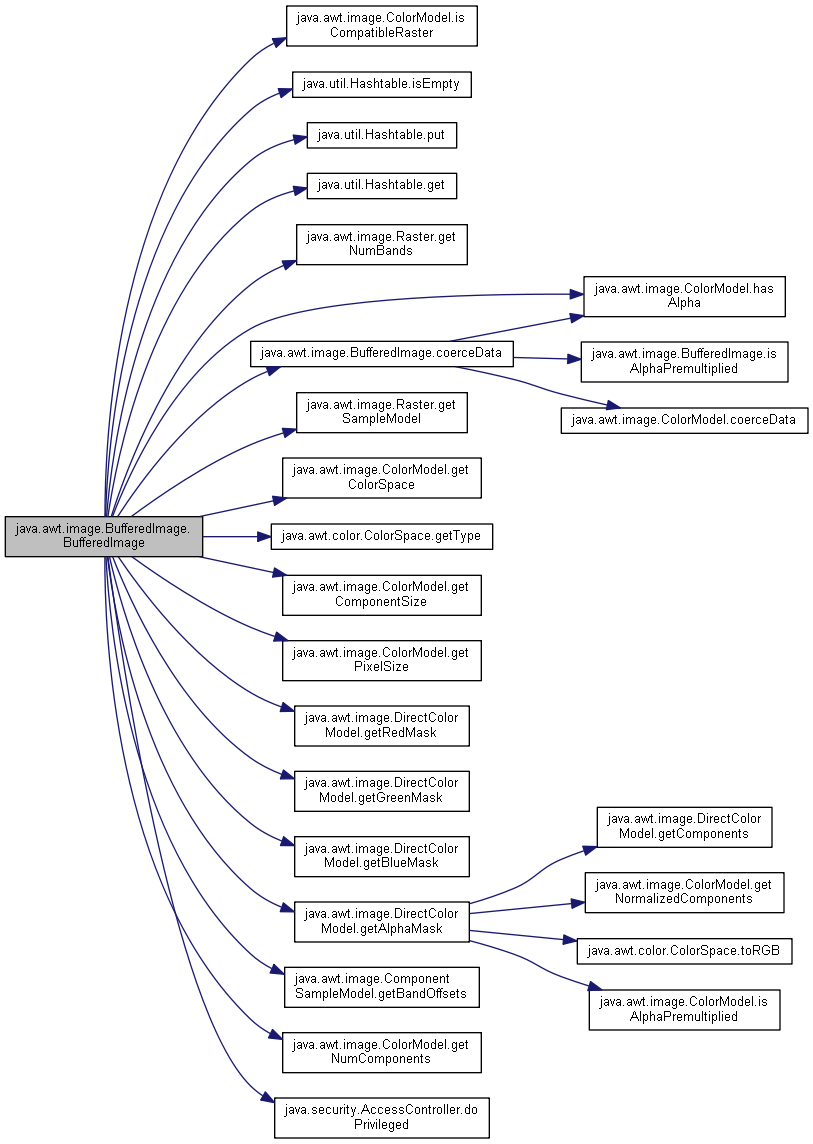 java.awt.image.ColorModel.is
CompatibleRaster
java.util.Hashtable.isEmpty
java.util.Hashtable.put
java.util.Hashtable.get
java.awt.image.Raster.get
NumBands
java.awt.image.ColorModel.has
Alpha
java.awt.image.BufferedImage.coerceData
java.awt.image.BufferedImage.is
AlphaPremultiplied
java.awt.image.ColorModel.coerceData
java.awt.image.Raster.get
SampleModel
java.awt.image.ColorModel.get
ColorSpace
java.awt.image.BufferedImage.
BufferedImage
java.awt.color.ColorSpace.getType
java.awt.image.ColorModel.get
ComponentSize
java.awt.image.ColorModel.get
PixelSize
java.awt.image.DirectColor
Model.getRedMask
java.awt.image.DirectColor
Model.getGreenMask
java.awt.image.DirectColor
Model.getBlueMask
java.awt.image.DirectColor
Model.getComponents
java.awt.image.ColorModel.get
NormalizedComponents
java.awt.image.DirectColor
Model.getAlphaMask
java.awt.color.ColorSpace.toRGB
java.awt.image.ColorModel.is
AlphaPremultiplied
java.awt.image.Component
SampleModel.getBandOffsets
java.awt.image.ColorModel.get
NumComponents
java.security.AccessController.do
Privileged